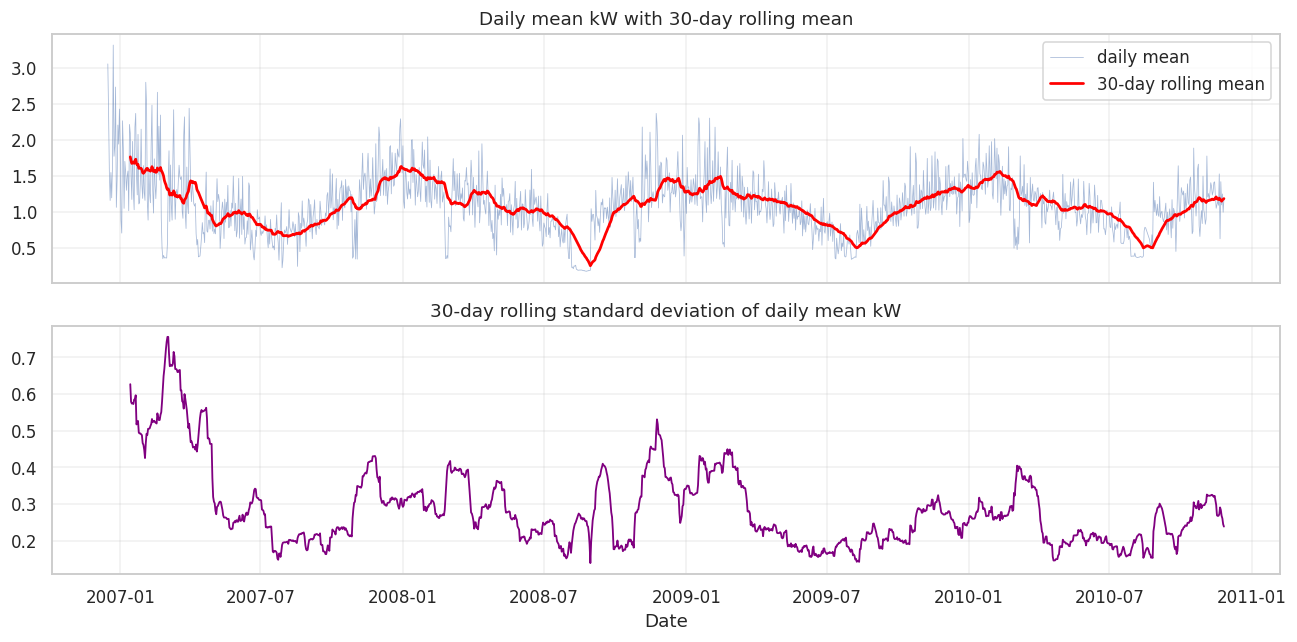 Daily mean kW with 30-day rolling mean
daily mean
30-day rolling mean
3.0
2.5
2.0
1.5
1.0
0.5
30-day rolling standard deviation of daily mean kW
0.7
0.6
0.5
0.4
0.3
0.2
2007-01 2007-07 2008-01 2008-07 2009-01 2009-07 2010-01 2010-07 2011-01
Date